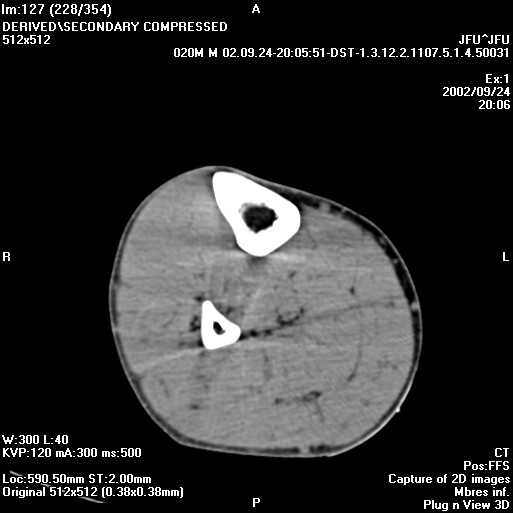 Im:127 (228/354)
A
DERIVED\SECONDARY COMPRESSED
512x512
JFU^JFU
020M M 02.09.24-20:05:51-DST-1.3.12.2.1107.5.1.4.50031
Ex:1
2002/09/24
20:06
R
L
W:300 L:40
KVP:120 mA:300 ms:500
CT
Pos:FFS
Loc:590.50mm ST:2.00mm
Capture of 2D images
Original 512x512 (0.38x0.38mm)
Mbres inf.
P
Plug n View 3D